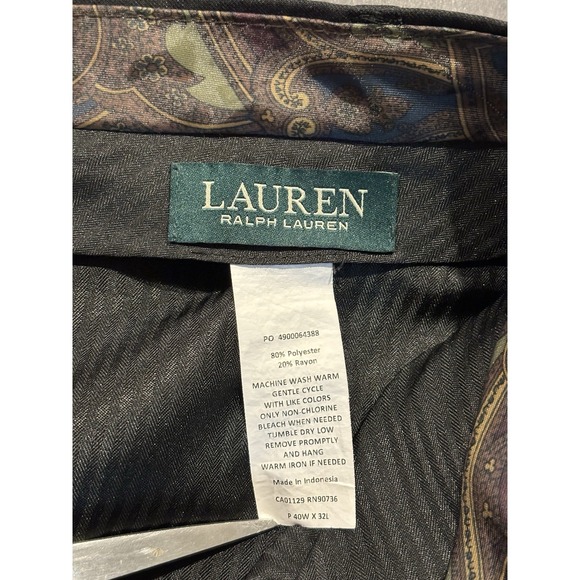 LAUREN
RALPH LAUREN
PO 4900064388
80% Polyester
20% Rayon
MACHINE WASH WARM
GENTLE CYCLE
WITH LIKE COLORS
ONLY NON-CHLORINE
BLEACH WHEN NEEDED
TUMBLE DRY LOW
REMOVE PROMPTLY
AND HANG
WARM IRON IF NEEDED
Made in Indonesia
CA01129 RN90736
P 40W X 32L